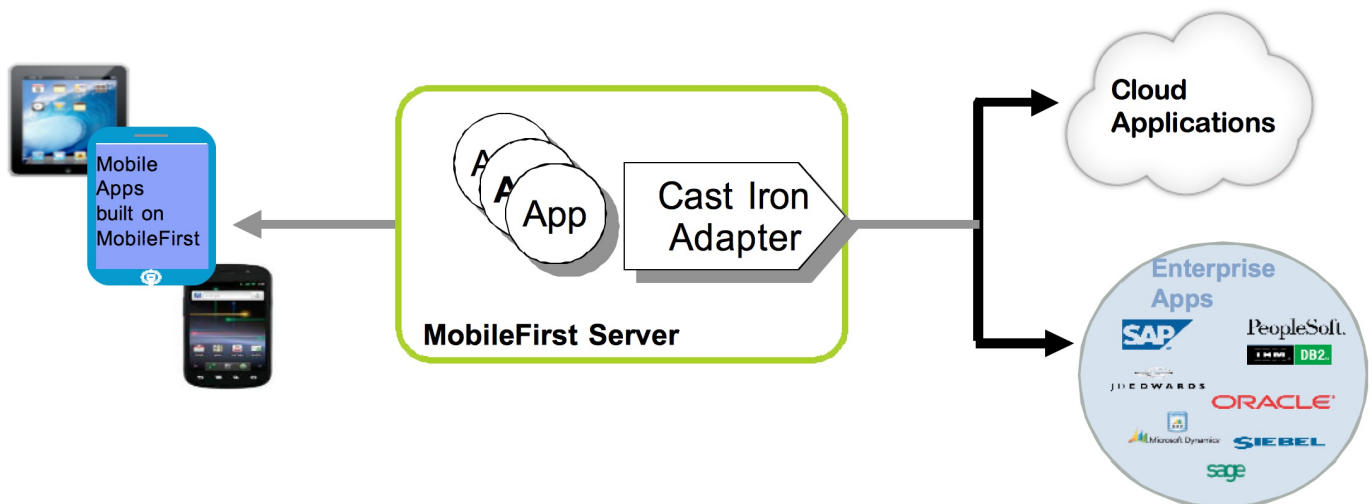 Mobile
Apps
built on
MobileFirst
A
A
App
Cast Iron
Adapter
MobileFirst Server
Cloud
Applications
Enterprise
Apps
SAP
PeopleSoft.
IBM. DB2.
JDEDWARDS
ORACLE
Microsoft Dynamics
SIEBEL
sage